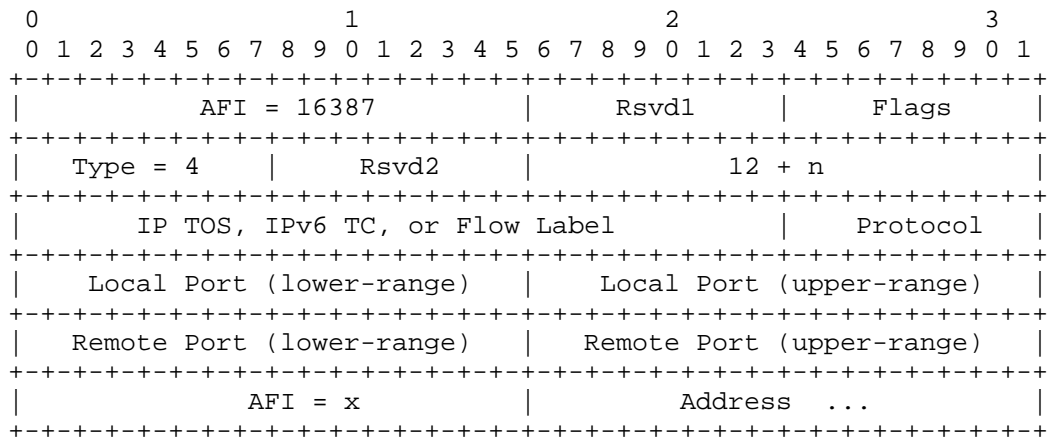 0                   1                   2                   3
 0 1 2 3 4 5 6 7 8 9 0 1 2 3 4 5 6 7 8 9 0 1 2 3 4 5 6 7 8 9 0 1
+-+-+-+-+-+-+-+-+-+-+-+-+-+-+-+-+-+-+-+-+-+-+-+-+-+-+-+-+-+-+-+-+
|           AFI = 16387         |     Rsvd1     |     Flags     |
+-+-+-+-+-+-+-+-+-+-+-+-+-+-+-+-+-+-+-+-+-+-+-+-+-+-+-+-+-+-+-+-+
|   Type = 4    |     Rsvd2     |            12 + n             |
+-+-+-+-+-+-+-+-+-+-+-+-+-+-+-+-+-+-+-+-+-+-+-+-+-+-+-+-+-+-+-+-+
|       IP TOS, IPv6 TC, or Flow Label          |    Protocol   |
+-+-+-+-+-+-+-+-+-+-+-+-+-+-+-+-+-+-+-+-+-+-+-+-+-+-+-+-+-+-+-+-+
|    Local Port (lower-range)   |    Local Port (upper-range)   |
+-+-+-+-+-+-+-+-+-+-+-+-+-+-+-+-+-+-+-+-+-+-+-+-+-+-+-+-+-+-+-+-+
|   Remote Port (lower-range)   |   Remote Port (upper-range)   |
+-+-+-+-+-+-+-+-+-+-+-+-+-+-+-+-+-+-+-+-+-+-+-+-+-+-+-+-+-+-+-+-+
|              AFI = x          |         Address  ...          |
+-+-+-+-+-+-+-+-+-+-+-+-+-+-+-+-+-+-+-+-+-+-+-+-+-+-+-+-+-+-+-+-+